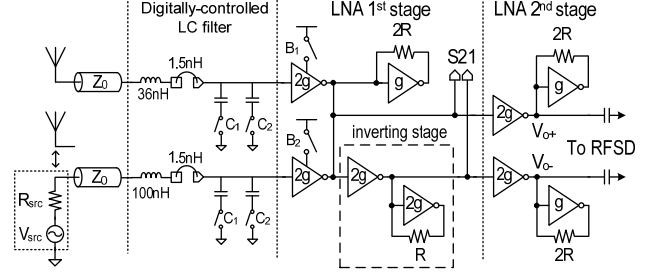 Digitally-controlled
LC filter
LNA 1st stage
LNA 2nd stage
Z0
36nH
1.5nH
C1
C2
B1
2g
2R
g
S21
2g
2R
g
Vo+
To RFSD
Rsrc
Vsrc
Z0
100nH
1.5nH
C1
C2
B2
2g
inverting stage
2g
2g
R
2g
Vo-
g
2R